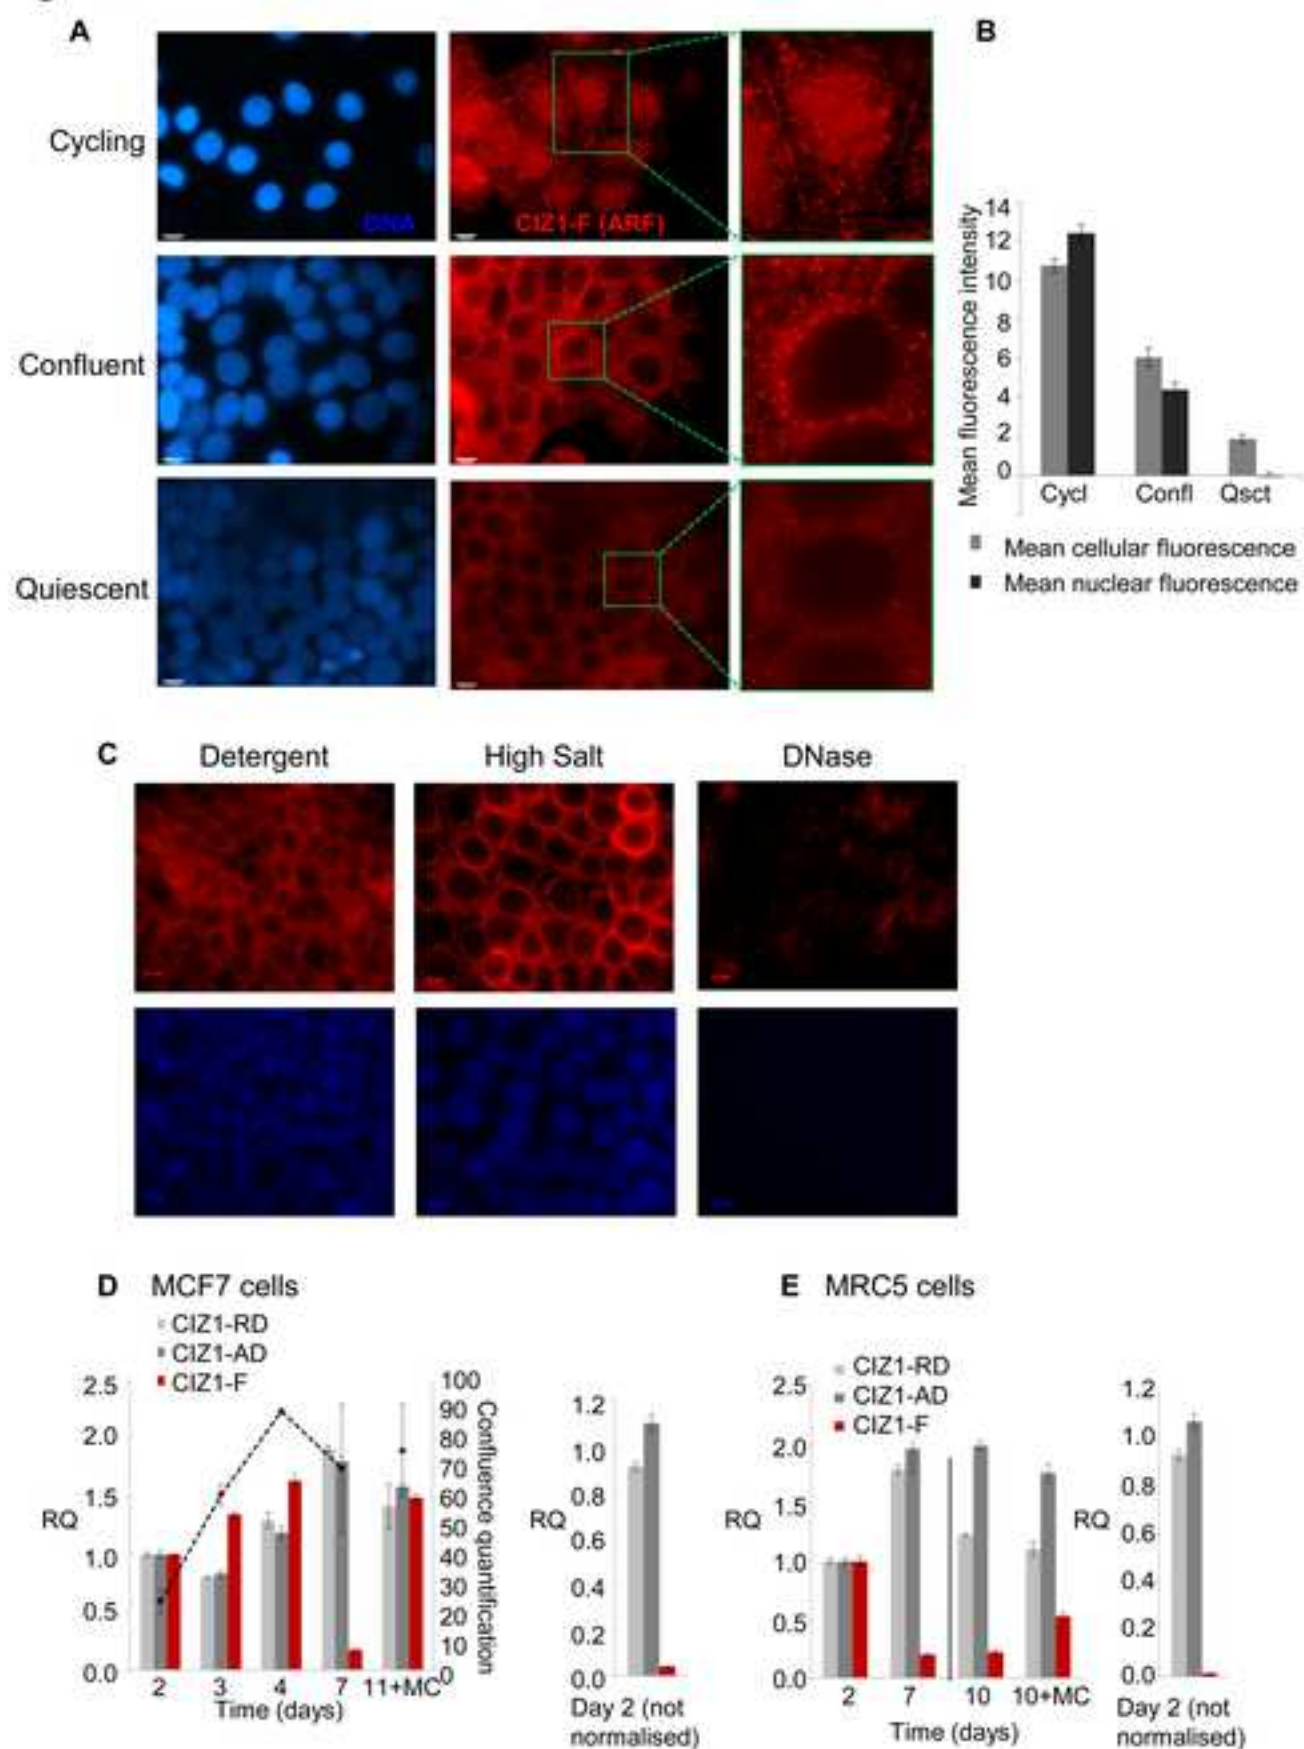 A
B
Cycling
DNA
CIZ1-F (ARF)
Confluent
Quiescent
Mean fluorescence intensity
14
12
10
8
6
4
2
0
Cycl Confl Qsct
Mean cellular fluorescence
Mean nuclear fluorescence
C
Detergent High Salt DNase
D MCF7 cells
CIZ1-RD
CIZ1-AD
CIZ1-F
RQ
2.5
2.0
1.5
1.0
0.5
0.0
100
90
80
70
60
50
40
30
20
10
0
Confluence quantification
2 3 4 7 11+MC
Time (days)
RQ
1.2
1.0
0.8
0.6
0.4
0.2
0.0
Day 2 (not
normalised)
E MRC5 cells
CIZ1-RD
CIZ1-AD
CIZ1-F
RQ
2.5
2.0
1.5
1.0
0.5
0.0
2 7 10 10+MC
Time (days)
RQ
1.2
1.0
0.8
0.6
0.4
0.2
0.0
Day 2 (not
normalised)